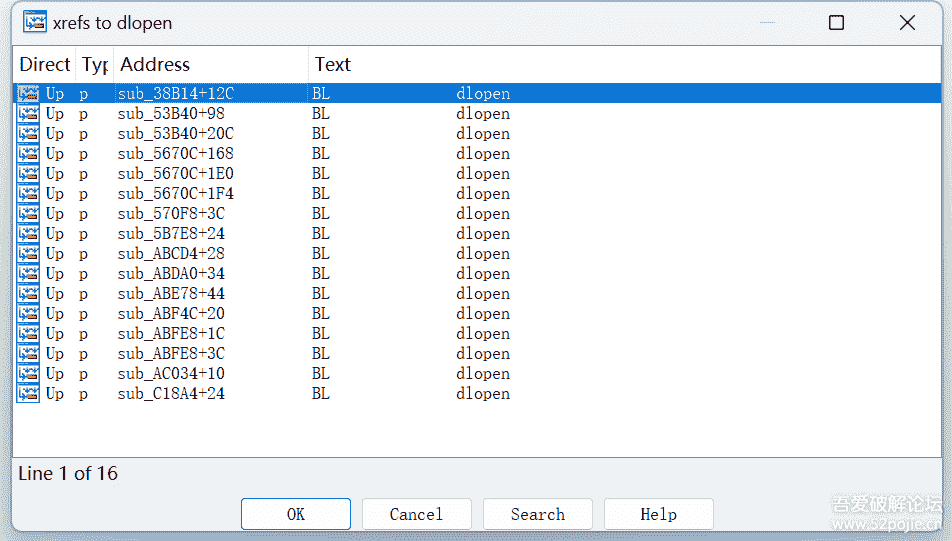 xrefs to dlopen
Direct Typ Address Text
Up p sub_38B14+12C BL dlopen
Up p sub_53B40+98 BL dlopen
Up p sub_53B40+20C BL dlopen
Up p sub_5670C+168 BL dlopen
Up p sub_5670C+1E0 BL dlopen
Up p sub_5670C+1F4 BL dlopen
Up p sub_570F8+3C BL dlopen
Up p sub_5B7E8+24 BL dlopen
Up p sub_ABCD4+28 BL dlopen
Up p sub_ABDA0+34 BL dlopen
Up p sub_ABE78+44 BL dlopen
Up p sub_ABF4C+20 BL dlopen
Up p sub_ABFE8+1C BL dlopen
Up p sub_ABFE8+3C BL dlopen
Up p sub_AC034+10 BL dlopen
Up p sub_C18A4+24 BL dlopen
Line 1 of 16
OK Cancel Search Help
吾爱破解论坛
www.52pojie.cn